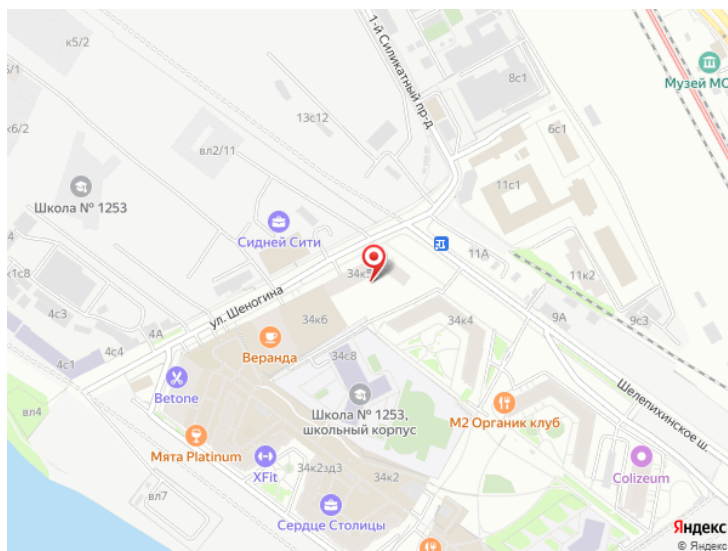 к5/2
1-й Силикатный пр-д
8с1
Музей МО
6/1
13с12
к6/2
6с1
вл2/11
11с1
Школа № 1253
Сидней Сити
11А
34к5
11к2
к1с8
ул. Шеногина
4с3
4А
34к6
34к4
9А
9с3
4с1
4с4
Веранда
34с8
Шелепихинское ш.
Betone
Школа № 1253,
школьный корпус
вл4
М2 Органик клуб
Мята Platinum
XFit
34к2зд3
34к2
Colizeum
вл7
Сердце Столицы
Яндекс
© Яндекс